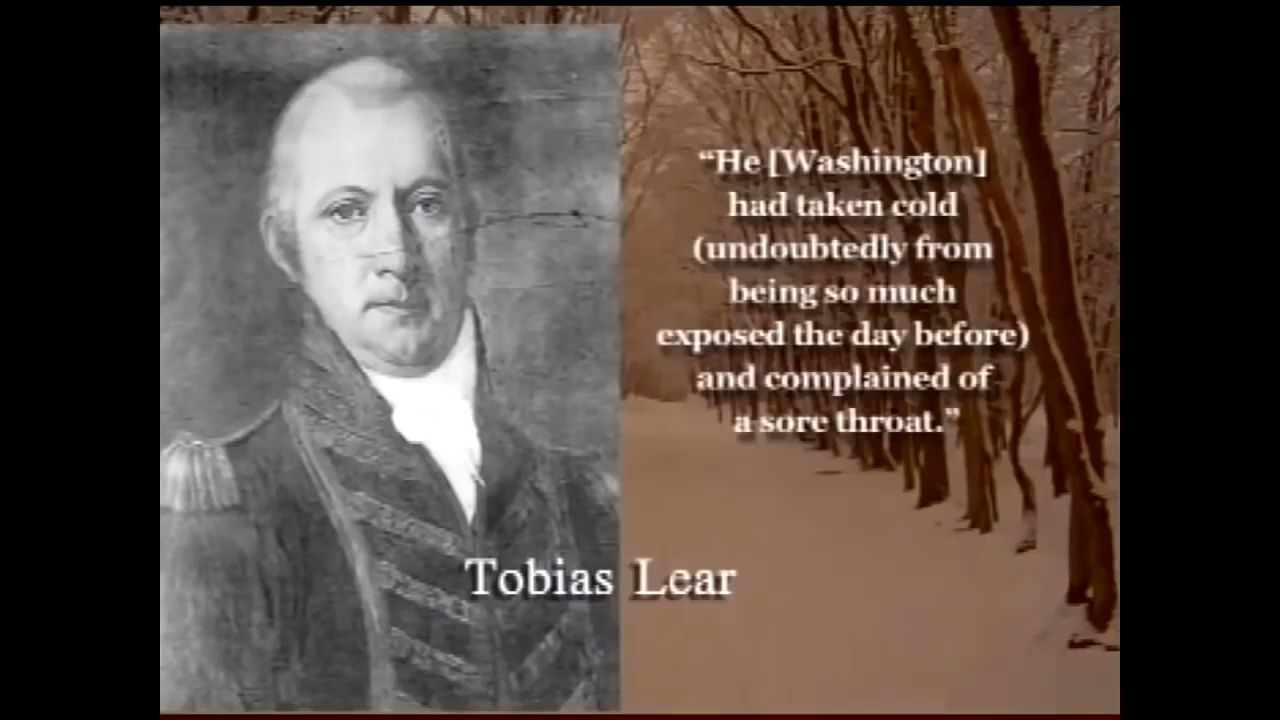 “He [Washington]
had taken cold
(undoubtedly from
being so much
exposed the day before)
and complained of
a sore throat.”
Tobias Lear